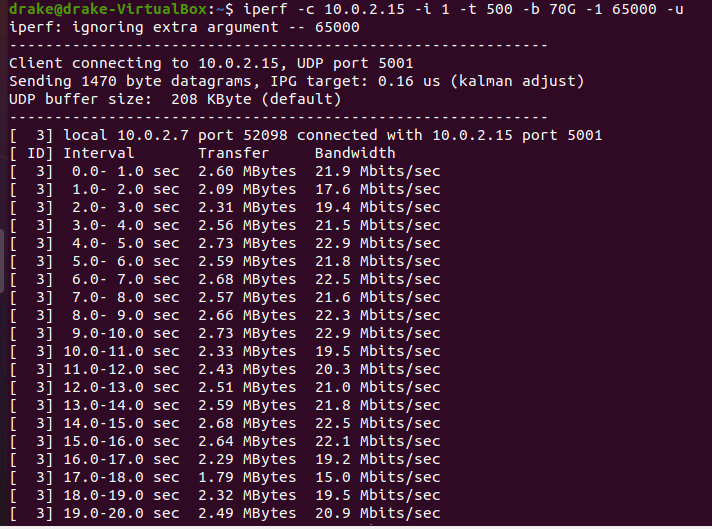 drake@drake-VirtualBox:~$ iperf -c 10.0.2.15 -i 1 -t 500 -b 70G -1 65000 -u
iperf: ignoring extra argument -- 65000
------------------------------------------------------------
Client connecting to 10.0.2.15, UDP port 5001
Sending 1470 byte datagrams, IPG target: 0.16 us (kalman adjust)
UDP buffer size:  208 KByte (default)
------------------------------------------------------------
[  3] local 10.0.2.7 port 52098 connected with 10.0.2.15 port 5001
[ ID] Interval       Transfer     Bandwidth
[  3]  0.0- 1.0 sec  2.60 MBytes  21.9 Mbits/sec
[  3]  1.0- 2.0 sec  2.09 MBytes  17.6 Mbits/sec
[  3]  2.0- 3.0 sec  2.31 MBytes  19.4 Mbits/sec
[  3]  3.0- 4.0 sec  2.56 MBytes  21.5 Mbits/sec
[  3]  4.0- 5.0 sec  2.73 MBytes  22.9 Mbits/sec
[  3]  5.0- 6.0 sec  2.59 MBytes  21.8 Mbits/sec
[  3]  6.0- 7.0 sec  2.68 MBytes  22.5 Mbits/sec
[  3]  7.0- 8.0 sec  2.57 MBytes  21.6 Mbits/sec
[  3]  8.0- 9.0 sec  2.66 MBytes  22.3 Mbits/sec
[  3]  9.0-10.0 sec  2.73 MBytes  22.9 Mbits/sec
[  3] 10.0-11.0 sec  2.33 MBytes  19.5 Mbits/sec
[  3] 11.0-12.0 sec  2.43 MBytes  20.3 Mbits/sec
[  3] 12.0-13.0 sec  2.51 MBytes  21.0 Mbits/sec
[  3] 13.0-14.0 sec  2.59 MBytes  21.8 Mbits/sec
[  3] 14.0-15.0 sec  2.68 MBytes  22.5 Mbits/sec
[  3] 15.0-16.0 sec  2.64 MBytes  22.1 Mbits/sec
[  3] 16.0-17.0 sec  2.29 MBytes  19.2 Mbits/sec
[  3] 17.0-18.0 sec  1.79 MBytes  15.0 Mbits/sec
[  3] 18.0-19.0 sec  2.32 MBytes  19.5 Mbits/sec
[  3] 19.0-20.0 sec  2.49 MBytes  20.9 Mbits/sec